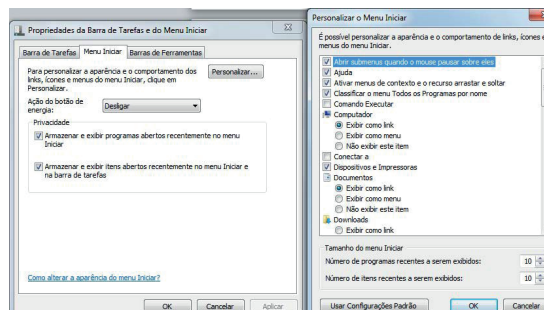 Propriedades da Barra de Tarefas e do Menu Iniciar
Barra de Tarefas Menu Iniciar Barras de Ferramentas
Para personalizar a aparência e o comportamento dos
links, ícones e menus do menu Iniciar, clique em
Personalizar.
Personalizar...
Ação do botão de
energia:
Desligar
Privacidade
Armazenar e exibir programas abertos recentemente no menu
Iniciar
Armazenar e exibir itens abertos recentemente no menu Iniciar e
na barra de tarefas
Como alterar a aparência do menu Iniciar?
OK Cancelar Aplicar
Personalizar o Menu Iniciar
É possível personalizar a aparência e o comportamento de links, ícones e
menus do menu Iniciar.
Abrir submenus quando o mouse pausar sobre eles
Ajuda
Ativar menus de contexto e o recurso arrastar e soltar
Classificar o menu Todos os Programas por nome
Comando Executar
Computador
Exibir como link
Exibir como menu
Não exibir este item
Conectar a
Dispositivos e Impressoras
Documentos
Exibir como link
Exibir como menu
Não exibir este item
Downloads
Exibir como link
Tamanho do menu Iniciar
Número de programas recentes a serem exibidos: 10
Número de itens recentes a serem exibidos: 10
Usar Configurações Padrão OK Cancelar